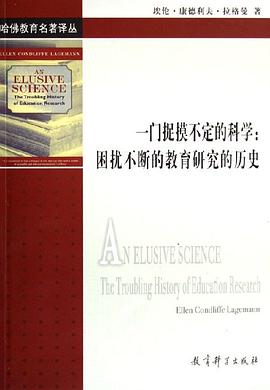 哈佛教育名著译丛
埃伦·康德利夫·拉格曼 著
AN
ELUSIVE SCIENCE
The Troubling History
of Education Research
ELLEN CONDLIFFE LAGEMANN
一门捉摸不定的科学:
困扰不断的教育研究的历史
AN ELUSIVE SCIENCE
The Troubling History of Education Research
Ellen Condliffe Lagemann
教育科学出版社